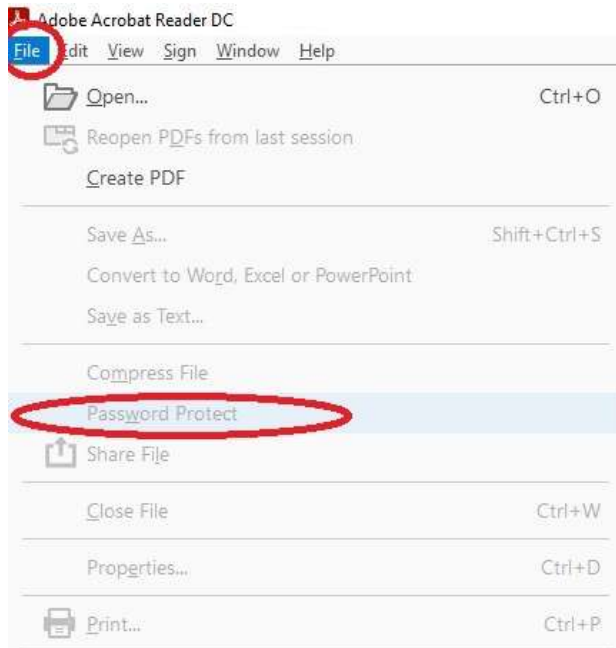 Adobe Acrobat Reader DC
File Edit View Sign Window Help
Open... Ctrl+O
Reopen PDFs from last session
Create PDF
Save As... Shift+Ctrl+S
Convert to Word, Excel or PowerPoint
Save as Text...
Compress File
Password Protect
Share File
Close File Ctrl+W
Properties... Ctrl+D
Print... Ctrl+P